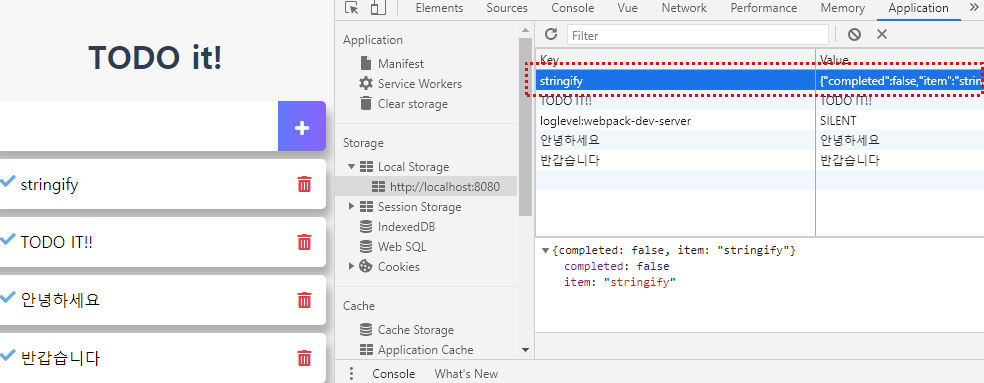 TODO it!
stringify
TODO IT!!
안녕하세요
반갑습니다
Elements Sources Console Vue Network Performance Memory Application
Application
Manifest
Service Workers
Clear storage
Storage
Local Storage
http://localhost:8080
Session Storage
IndexedDB
Web SQL
Cookies
Cache
Cache Storage
Application Cache
Filter
Key Value
stringify {"completed":false,"item":"strin
TODO IT!! TODO IT!!
loglevel:webpack-dev-server SILENT
안녕하세요 안녕하세요
반갑습니다 반갑습니다
{completed: false, item: "stringify"}
completed: false
item: "stringify"
Console What's New